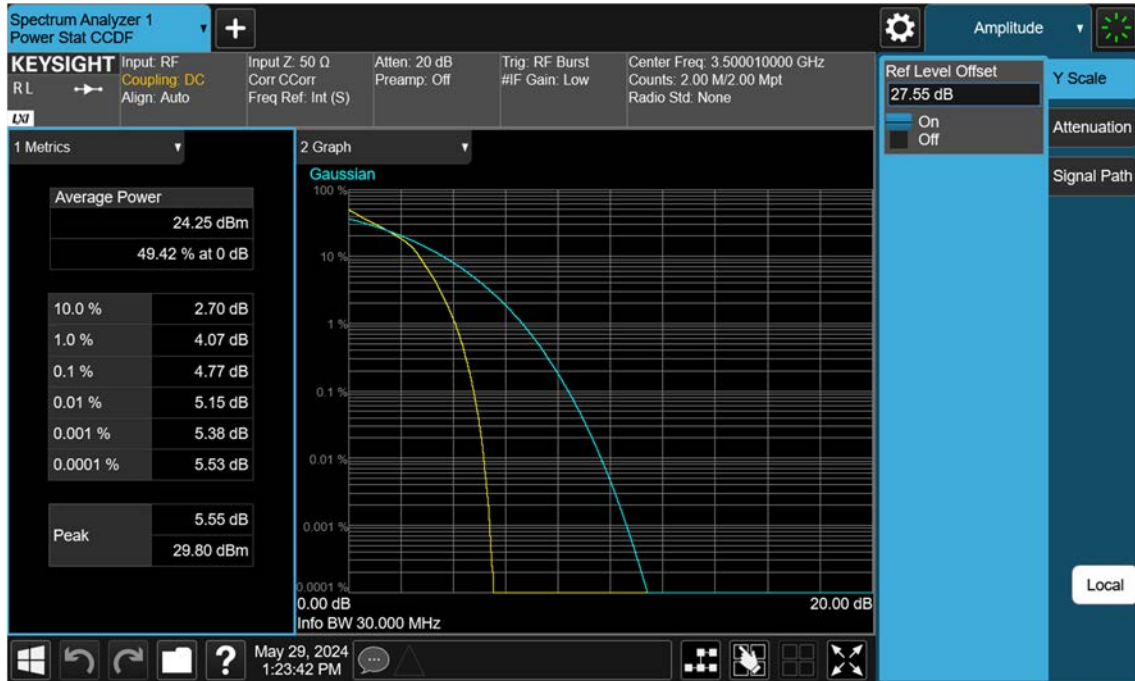 Spectrum Analyzer 1
Power Stat CCDF
Amplitude
KEYSIGHT
R L
LXI
Input: RF
Coupling: DC
Align: Auto
Input Z: 50 Ω
Corr CCorr
Freq Ref: Int (S)
Atten: 20 dB
Preamp: Off
Trig: RF Burst
#IF Gain: Low
Center Freq: 3.500010000 GHz
Counts: 2.00 M/2.00 Mpt
Radio Std: None
Ref Level Offset
27.55 dB
On
Off
Y Scale
Attenuation
Signal Path
1 Metrics
Average Power
24.25 dBm
49.42 % at 0 dB
10.0 % 2.70 dB
1.0 % 4.07 dB
0.1 % 4.77 dB
0.01 % 5.15 dB
0.001 % 5.38 dB
0.0001 % 5.53 dB
Peak
5.55 dB
29.80 dBm
2 Graph
Gaussian
100 %
10 %
1 %
0.1 %
0.01 %
0.001 %
0.0001 %
0.00 dB 20.00 dB
Info BW 30.000 MHz
Local
?
May 29, 2024
1:23:42 PM